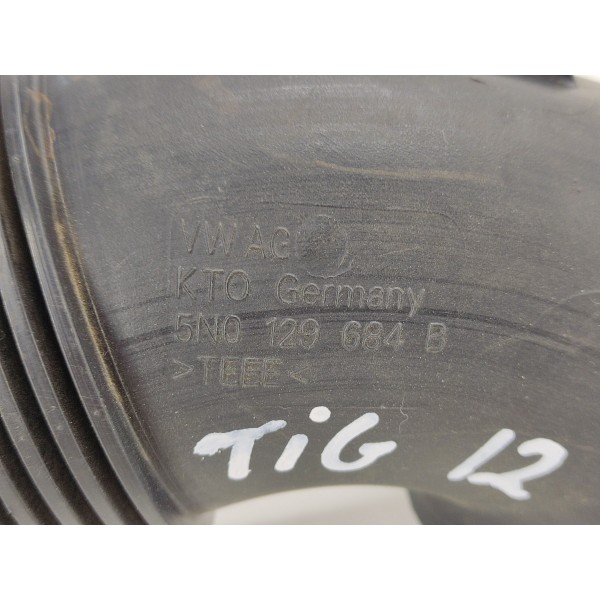 VW AG
KTO Germany
5N0 129 684 B
>TEEE<
TiG 12